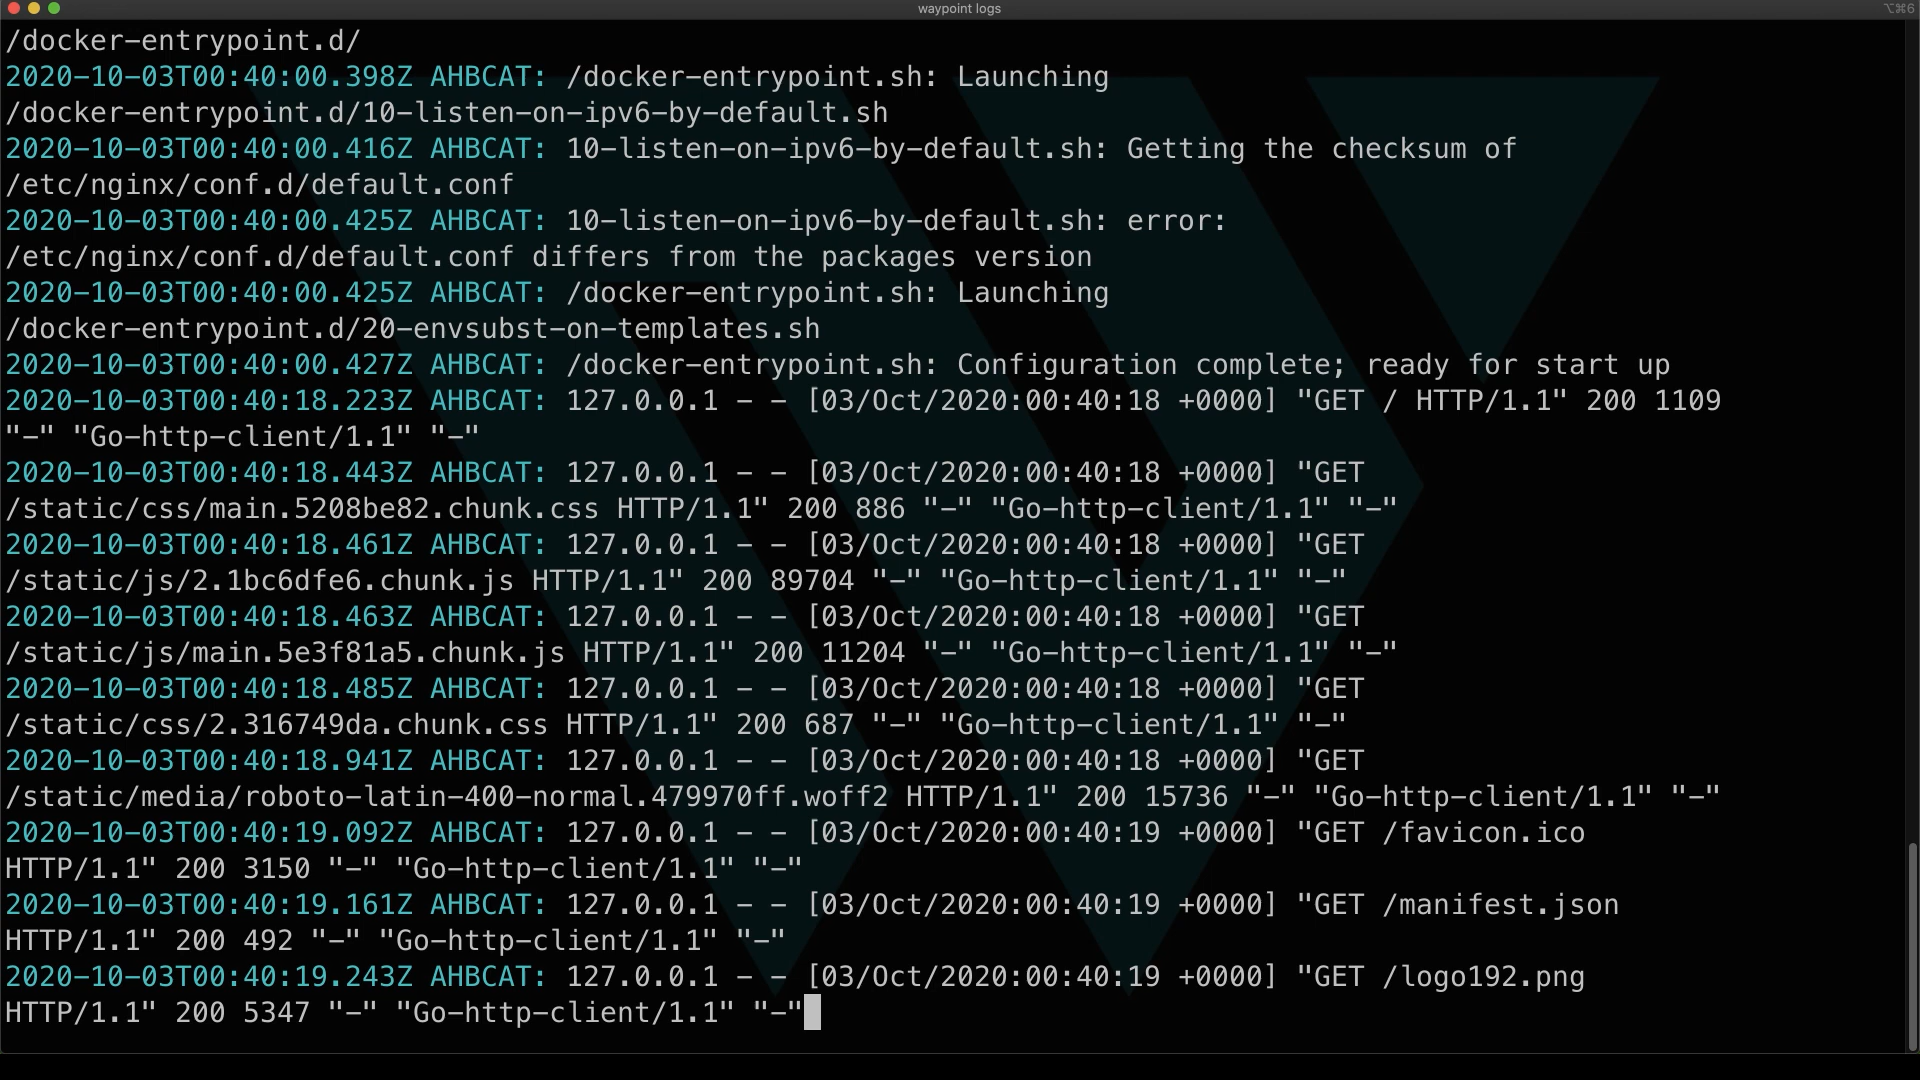 waypoint logs
⌥⌘6
/docker-entrypoint.d/
2020-10-03T00:40:00.398Z AHBCAT: /docker-entrypoint.sh: Launching
/docker-entrypoint.d/10-listen-on-ipv6-by-default.sh
2020-10-03T00:40:00.416Z AHBCAT: 10-listen-on-ipv6-by-default.sh: Getting the checksum of
/etc/nginx/conf.d/default.conf
2020-10-03T00:40:00.425Z AHBCAT: 10-listen-on-ipv6-by-default.sh: error:
/etc/nginx/conf.d/default.conf differs from the packages version
2020-10-03T00:40:00.425Z AHBCAT: /docker-entrypoint.sh: Launching
/docker-entrypoint.d/20-envsubst-on-templates.sh
2020-10-03T00:40:00.427Z AHBCAT: /docker-entrypoint.sh: Configuration complete; ready for start up
2020-10-03T00:40:18.223Z AHBCAT: 127.0.0.1 - - [03/Oct/2020:00:40:18 +0000] "GET / HTTP/1.1" 200 1109
"-" "Go-http-client/1.1" "-"
2020-10-03T00:40:18.443Z AHBCAT: 127.0.0.1 - - [03/Oct/2020:00:40:18 +0000] "GET
/static/css/main.5208be82.chunk.css HTTP/1.1" 200 886 "-" "Go-http-client/1.1" "-"
2020-10-03T00:40:18.461Z AHBCAT: 127.0.0.1 - - [03/Oct/2020:00:40:18 +0000] "GET
/static/js/2.1bc6dfe6.chunk.js HTTP/1.1" 200 89704 "-" "Go-http-client/1.1" "-"
2020-10-03T00:40:18.463Z AHBCAT: 127.0.0.1 - - [03/Oct/2020:00:40:18 +0000] "GET
/static/js/main.5e3f81a5.chunk.js HTTP/1.1" 200 11204 "-" "Go-http-client/1.1" "-"
2020-10-03T00:40:18.485Z AHBCAT: 127.0.0.1 - - [03/Oct/2020:00:40:18 +0000] "GET
/static/css/2.316749da.chunk.css HTTP/1.1" 200 687 "-" "Go-http-client/1.1" "-"
2020-10-03T00:40:18.941Z AHBCAT: 127.0.0.1 - - [03/Oct/2020:00:40:18 +0000] "GET
/static/media/roboto-latin-400-normal.479970ff.woff2 HTTP/1.1" 200 15736 "-" "Go-http-client/1.1" "-"
2020-10-03T00:40:19.092Z AHBCAT: 127.0.0.1 - - [03/Oct/2020:00:40:19 +0000] "GET /favicon.ico
HTTP/1.1" 200 3150 "-" "Go-http-client/1.1" "-"
2020-10-03T00:40:19.161Z AHBCAT: 127.0.0.1 - - [03/Oct/2020:00:40:19 +0000] "GET /manifest.json
HTTP/1.1" 200 492 "-" "Go-http-client/1.1" "-"
2020-10-03T00:40:19.243Z AHBCAT: 127.0.0.1 - - [03/Oct/2020:00:40:19 +0000] "GET /logo192.png
HTTP/1.1" 200 5347 "-" "Go-http-client/1.1" "-"